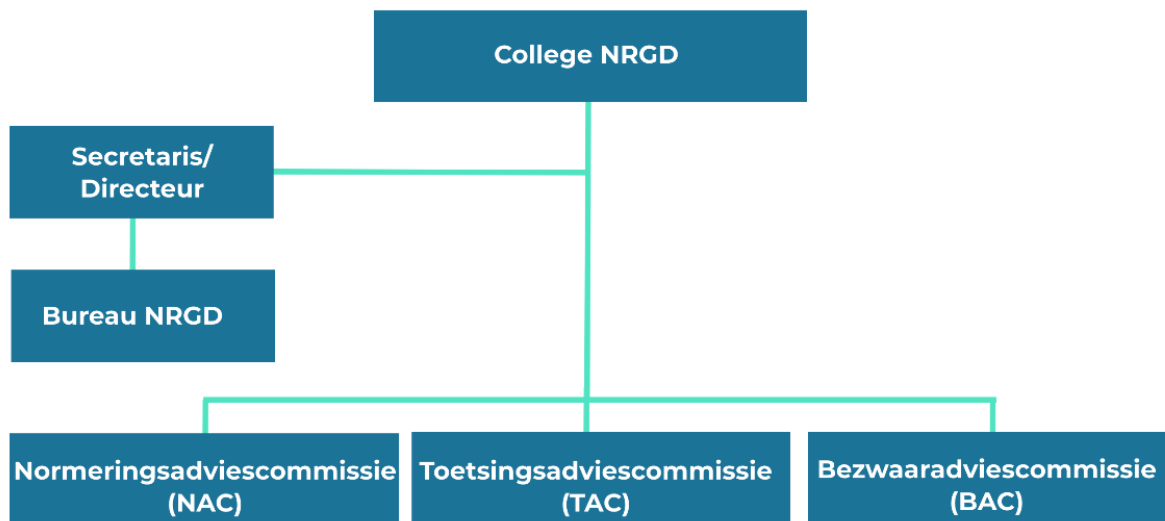 College NRGD
Secretaris/
Directeur
Bureau NRGD
Normeringsadviescommissie
(NAC)
Toetsingsadviescommissie
(TAC)
Bezwaaradviescommissie
(BAC)